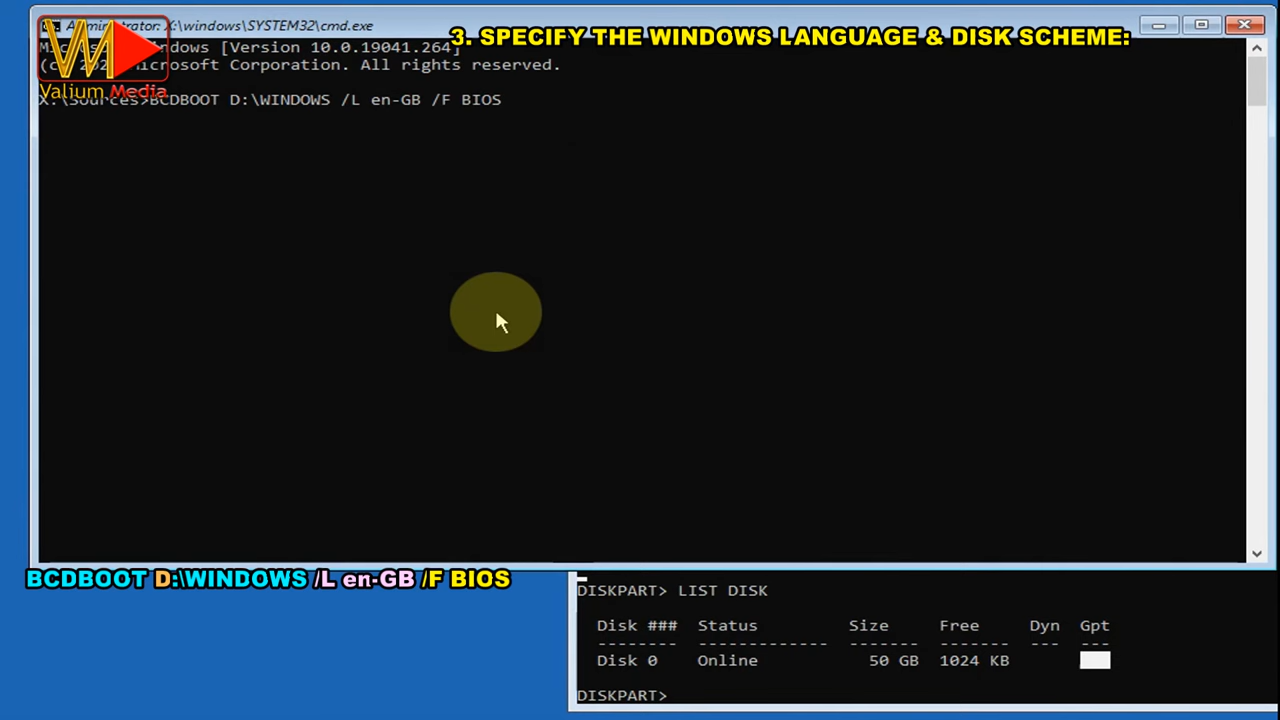 Administrator: X:\windows\SYSTEM32\cmd.exe
3. SPECIFY THE WINDOWS LANGUAGE & DISK SCHEME:
[Version 10.0.19041.264]
Microsoft Corporation. All rights reserved.
VM
Valium Media
X:\Sources>BCDBOOT D:\WINDOWS /L en-GB /F BIOS
BCDBOOT D:\WINDOWS /L en-GB /F BIOS
DISKPART> LIST DISK
Disk ### Status Size Free Dyn Gpt
-------- ------------- ------- ------- --- ---
Disk 0 Online 50 GB 1024 KB
DISKPART>